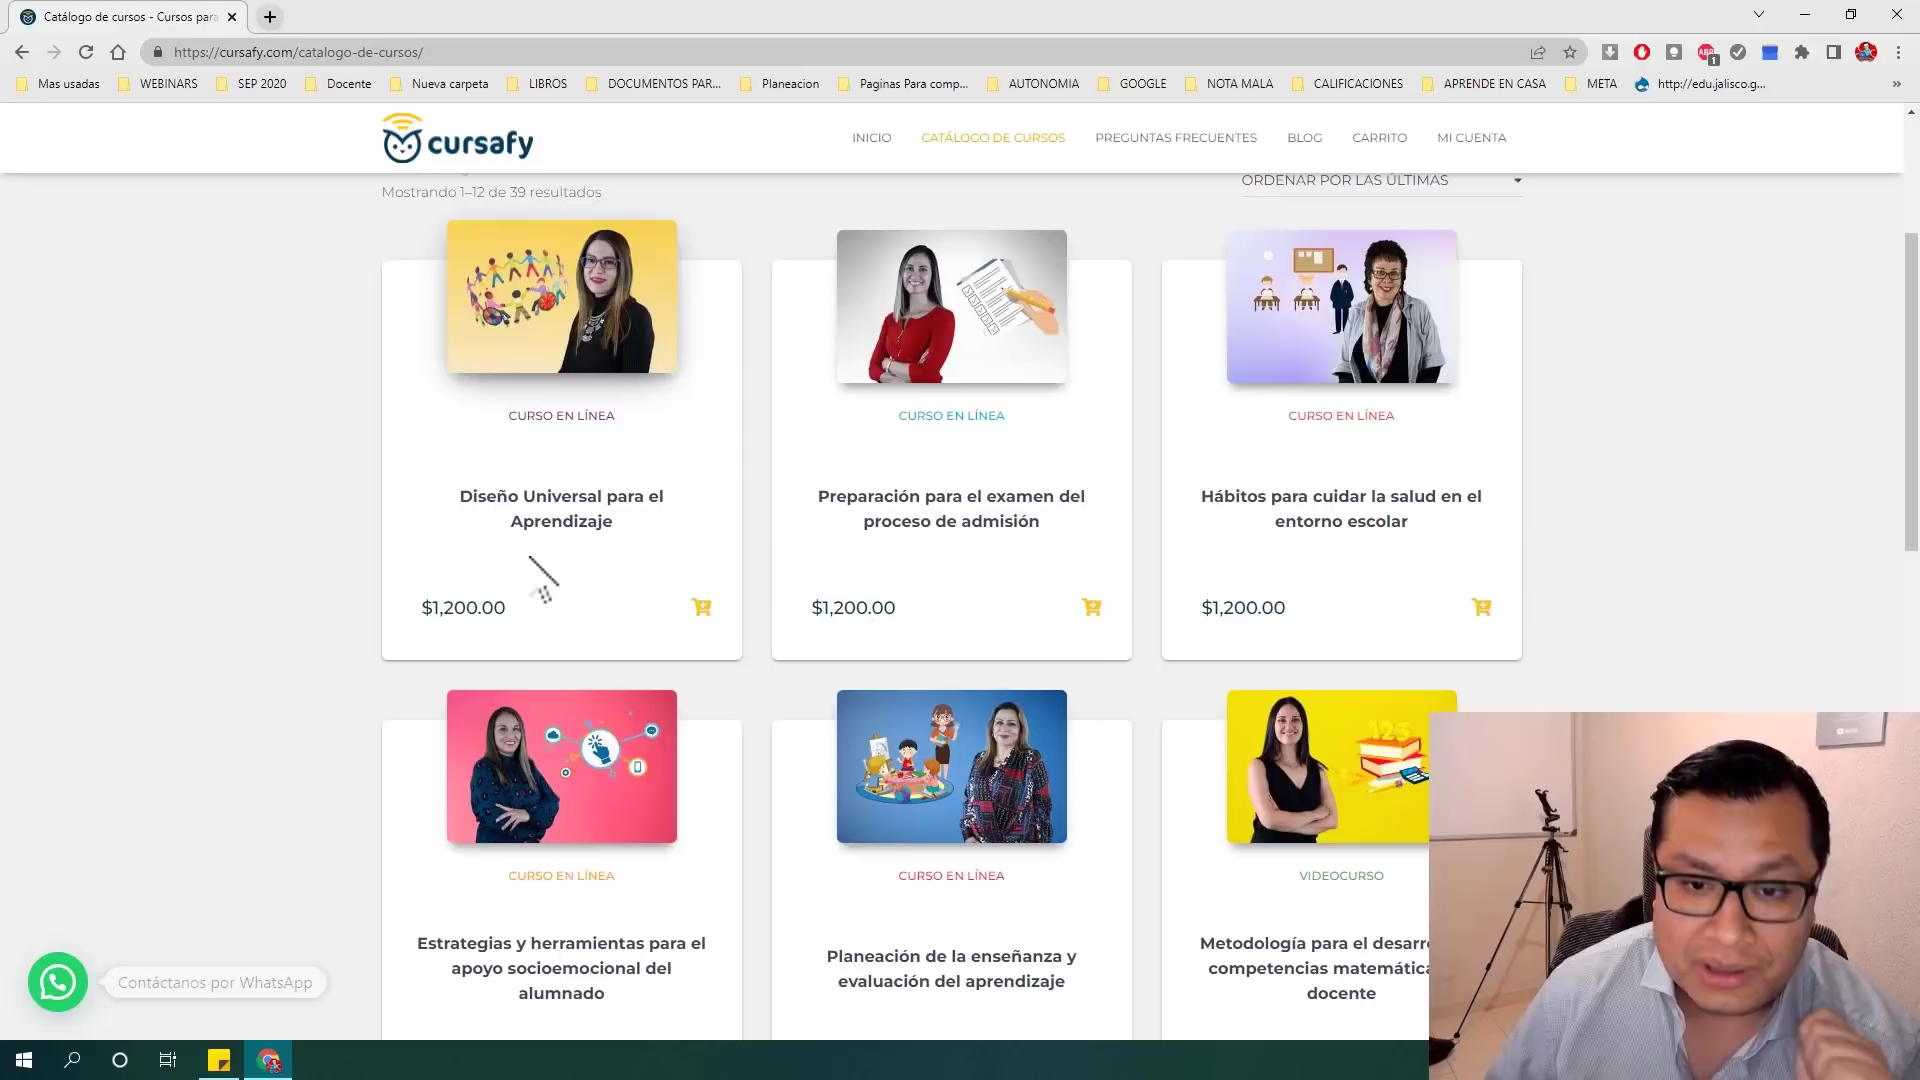 Catálogo de cursos - Cursos para
https://cursafy.com/catalogo-de-cursos/
Mas usadas
WEBINARS
SEP 2020
Docente
Nueva carpeta
LIBROS
DOCUMENTOS PAR...
Planeacion
Paginas Para comp...
AUTONOMIA
GOOGLE
NOTA MALA
CALIFICACIONES
APRENDE EN CASA
META
http://edu.jalisco.g...
cursafy
INICIO
CATÁLOGO DE CURSOS
PREGUNTAS FRECUENTES
BLOG
CARRITO
MI CUENTA
Mostrando 1–12 de 39 resultados
ORDENAR POR LAS ÚLTIMAS
CURSO EN LÍNEA
Diseño Universal para el
Aprendizaje
$1,200.00
CURSO EN LÍNEA
Preparación para el examen del
proceso de admisión
$1,200.00
CURSO EN LÍNEA
Hábitos para cuidar la salud en el
entorno escolar
$1,200.00
CURSO EN LÍNEA
Estrategias y herramientas para el
apoyo socioemocional del
alumnado
CURSO EN LÍNEA
Planeación de la enseñanza y
evaluación del aprendizaje
123
VIDEOCURSO
Metodología para el desarr
competencias matemátic
docente
Contáctanos por WhatsApp